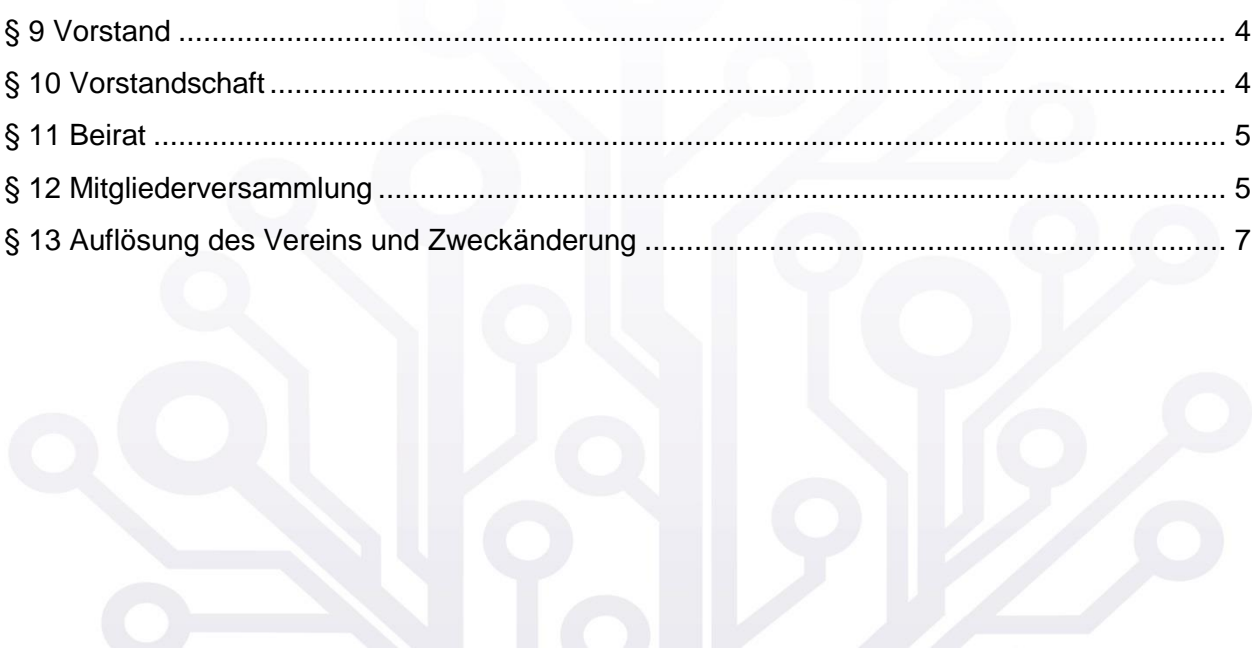 § 9 Vorstand ............................................................................................................................... 4
§ 10 Vorstandschaft .................................................................................................................... 4
§ 11 Beirat .................................................................................................................................. 5
§ 12 Mitgliederversammlung ....................................................................................................... 5
§ 13 Auflösung des Vereins und Zweckänderung ....................................................................... 7